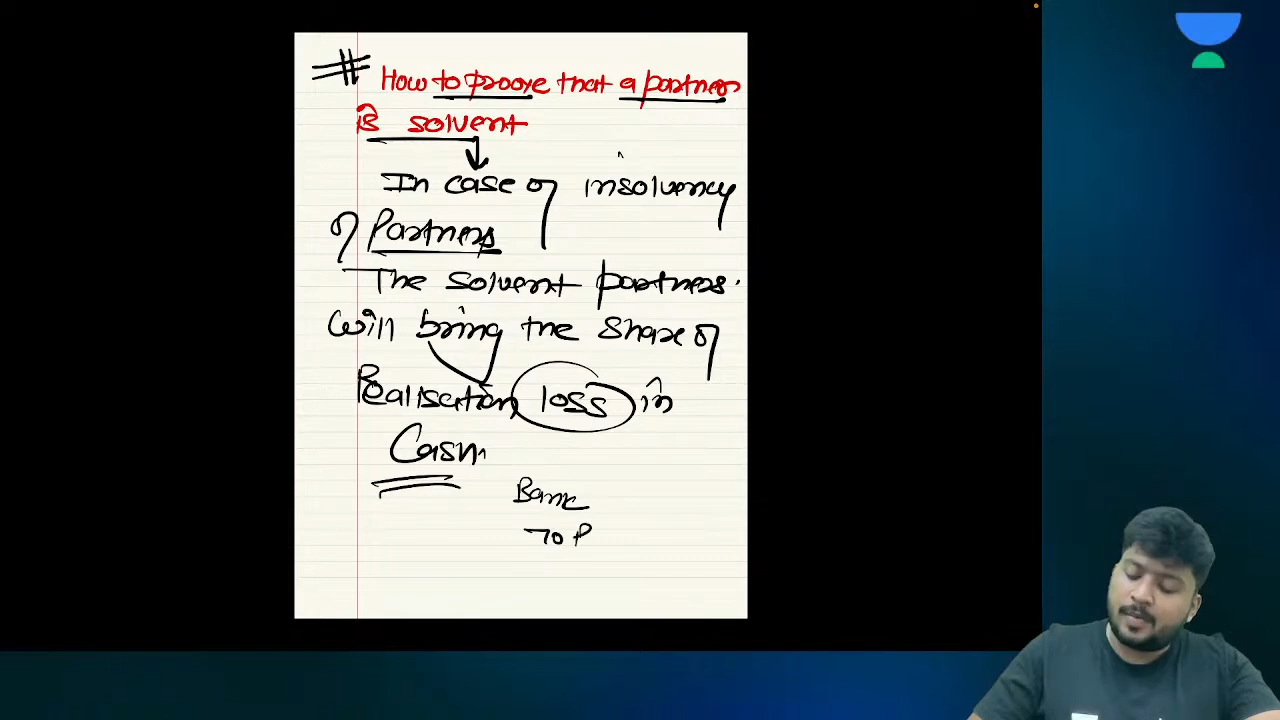 # How to prove that a partner
is solvent
In case of insolvency
of Partners
The solvent partners.
will bring the share of
Realisation loss in
Cash.
Bank
To P